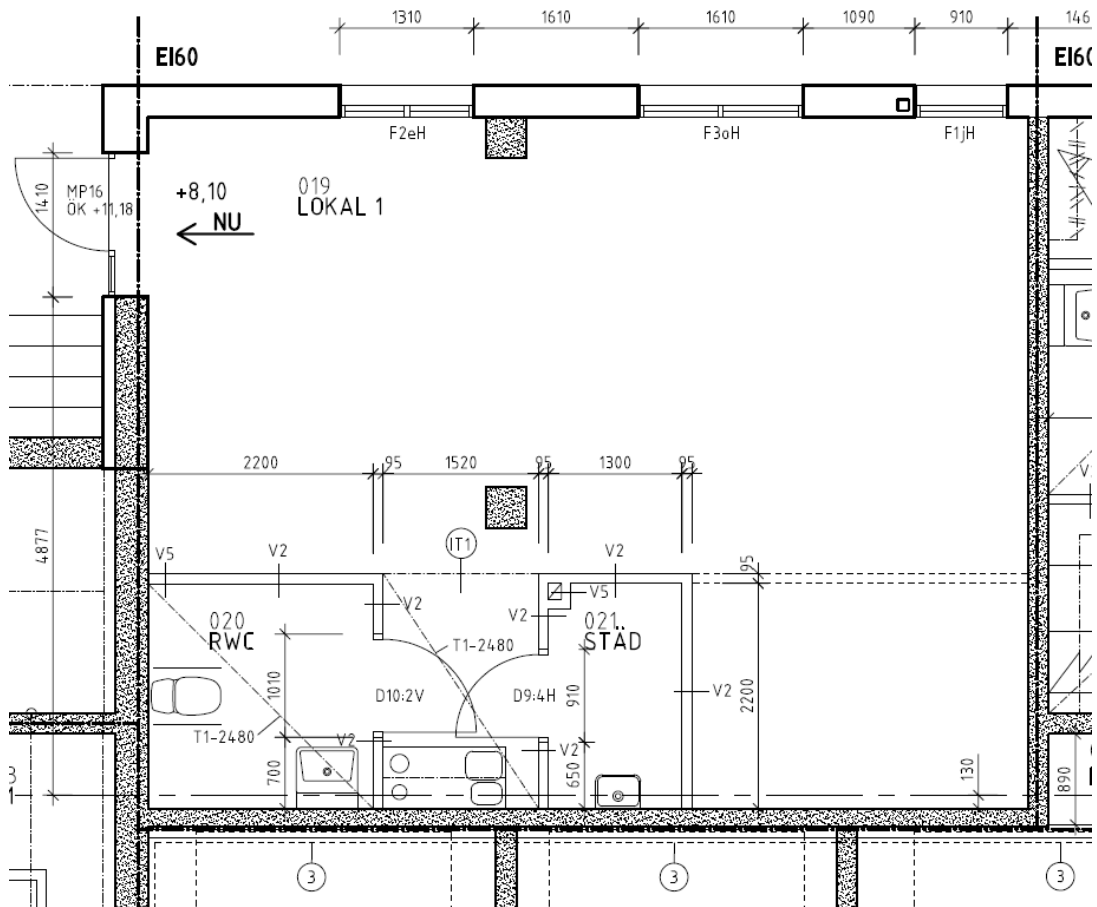 1310 1610 1610 1090 910 146
EI60 EI60
F2eH F3oH F1jH
MP16
ÖK +11,18
1410
+8,10
NU
019
LOKAL 1
2200 95 1520 95 1300 95
4877
IT1
V5 V2 V2 95
V2 V2 V5
020
RWC
021
STÄD
T1-2480
1010 D10:2V D9:4H 910 V2 2200
T1-2480
V2 V2
700 650 130 890
3 3 3